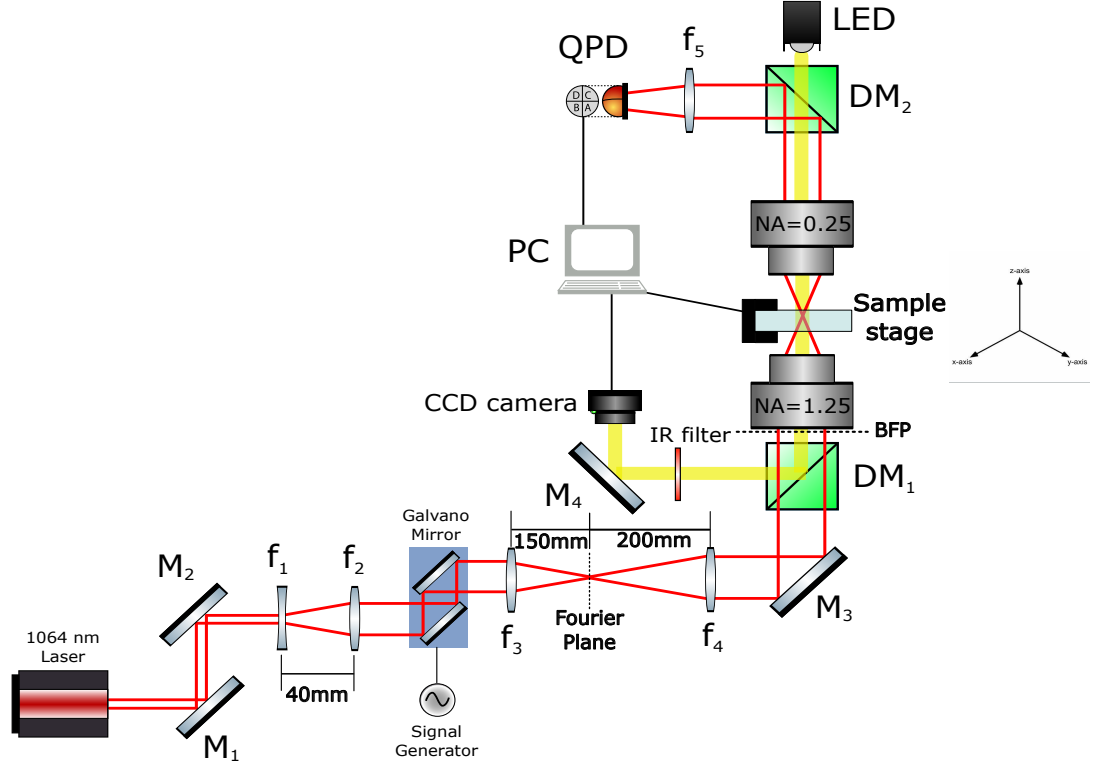 LED
QPD
f5
DM2
D C
B A
NA=0.25
PC
z-axis
x-axis
y-axis
Sample
stage
NA=1.25
CCD camera
BFP
IR filter
DM1
M4
Galvano
Mirror
150mm
200mm
M2
f1
f2
M3
f3
Fourier
Plane
f4
1064 nm
Laser
40mm
M1
Signal
Generator